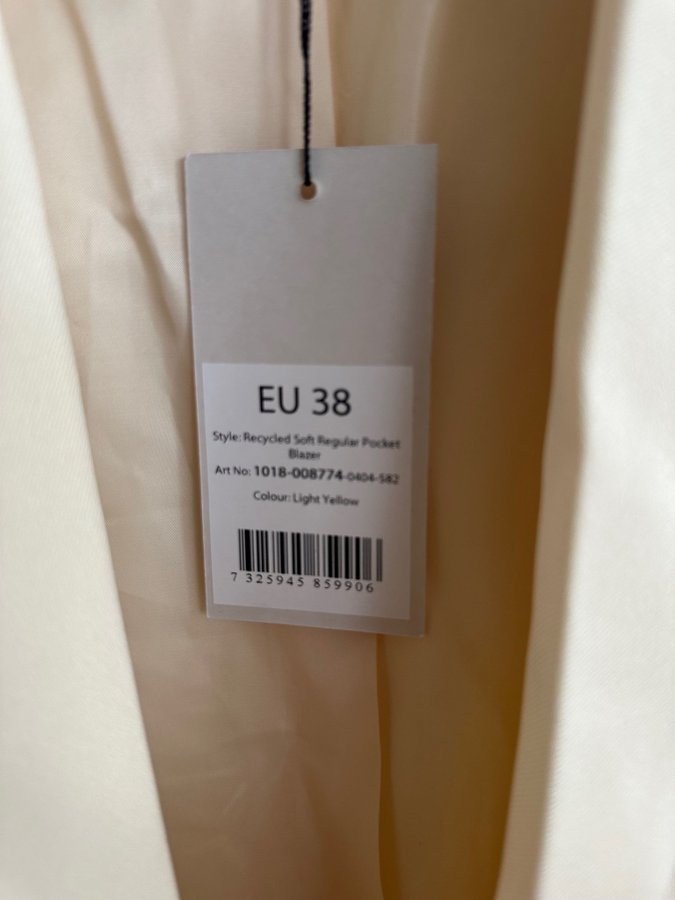 EU 38
Style: Recycled Soft Regular Pocket
Blazer
Art No: 1018-008774-0404-582
Colour: Light Yellow
7 325945 859906